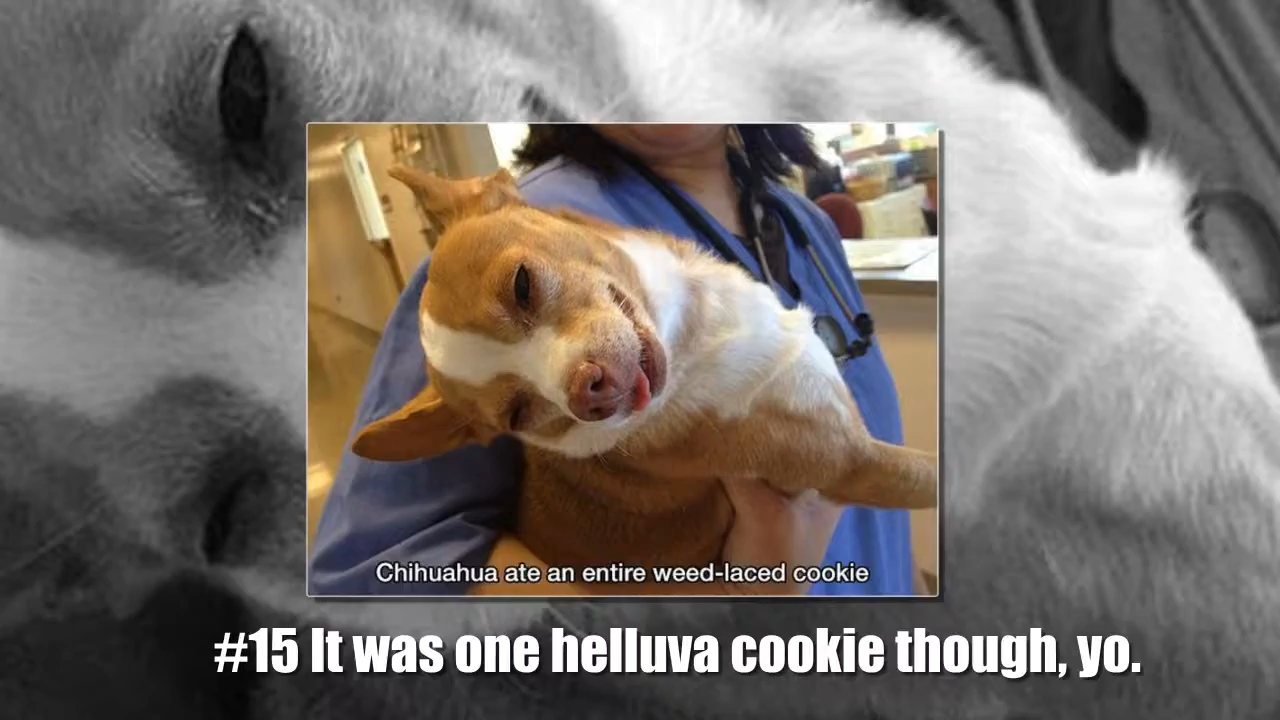 Chihuahua ate an entire weed-laced cookie
#15 It was one helluva cookie though, yo.